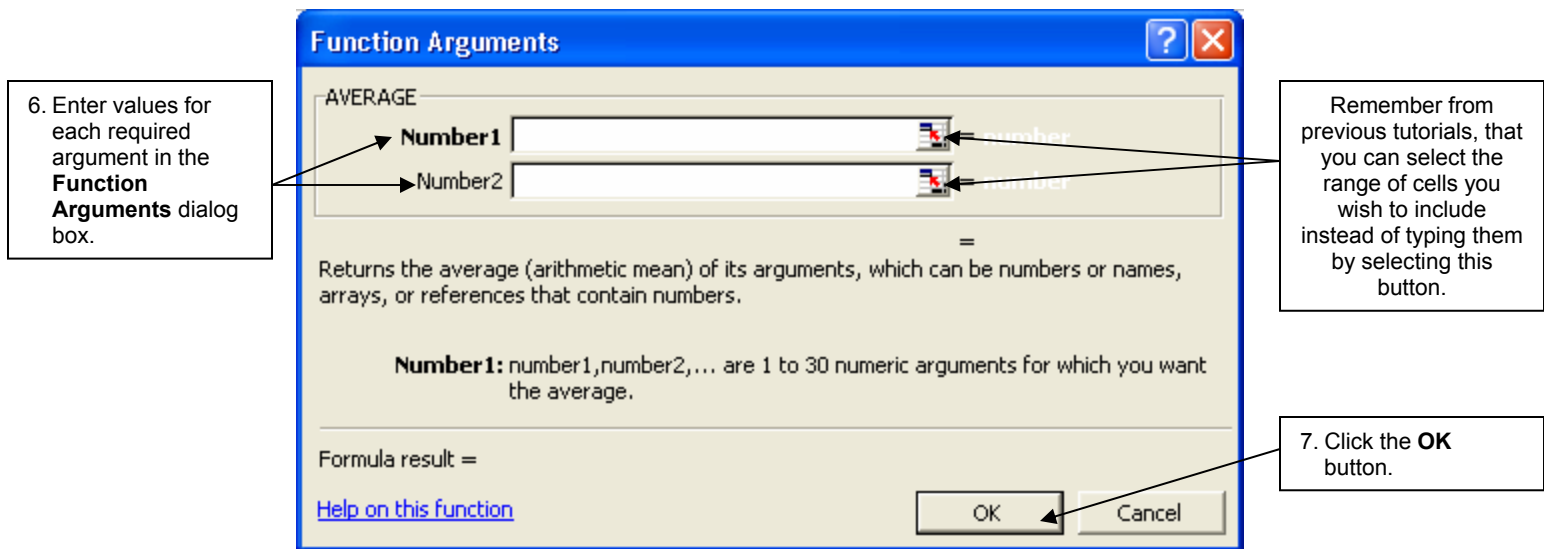 Function Arguments
6. Enter values for
each required
argument in the
Function
Arguments dialog
box.
AVERAGE
Number1
= number
Number2
= number
=
Returns the average (arithmetic mean) of its arguments, which can be numbers or names,
arrays, or references that contain numbers.
Number1: number1,number2,... are 1 to 30 numeric arguments for which you want
the average.
Formula result =
Help on this function
OK
Cancel
Remember from
previous tutorials, that
you can select the
range of cells you
wish to include
instead of typing them
by selecting this
button.
7. Click the OK
button.